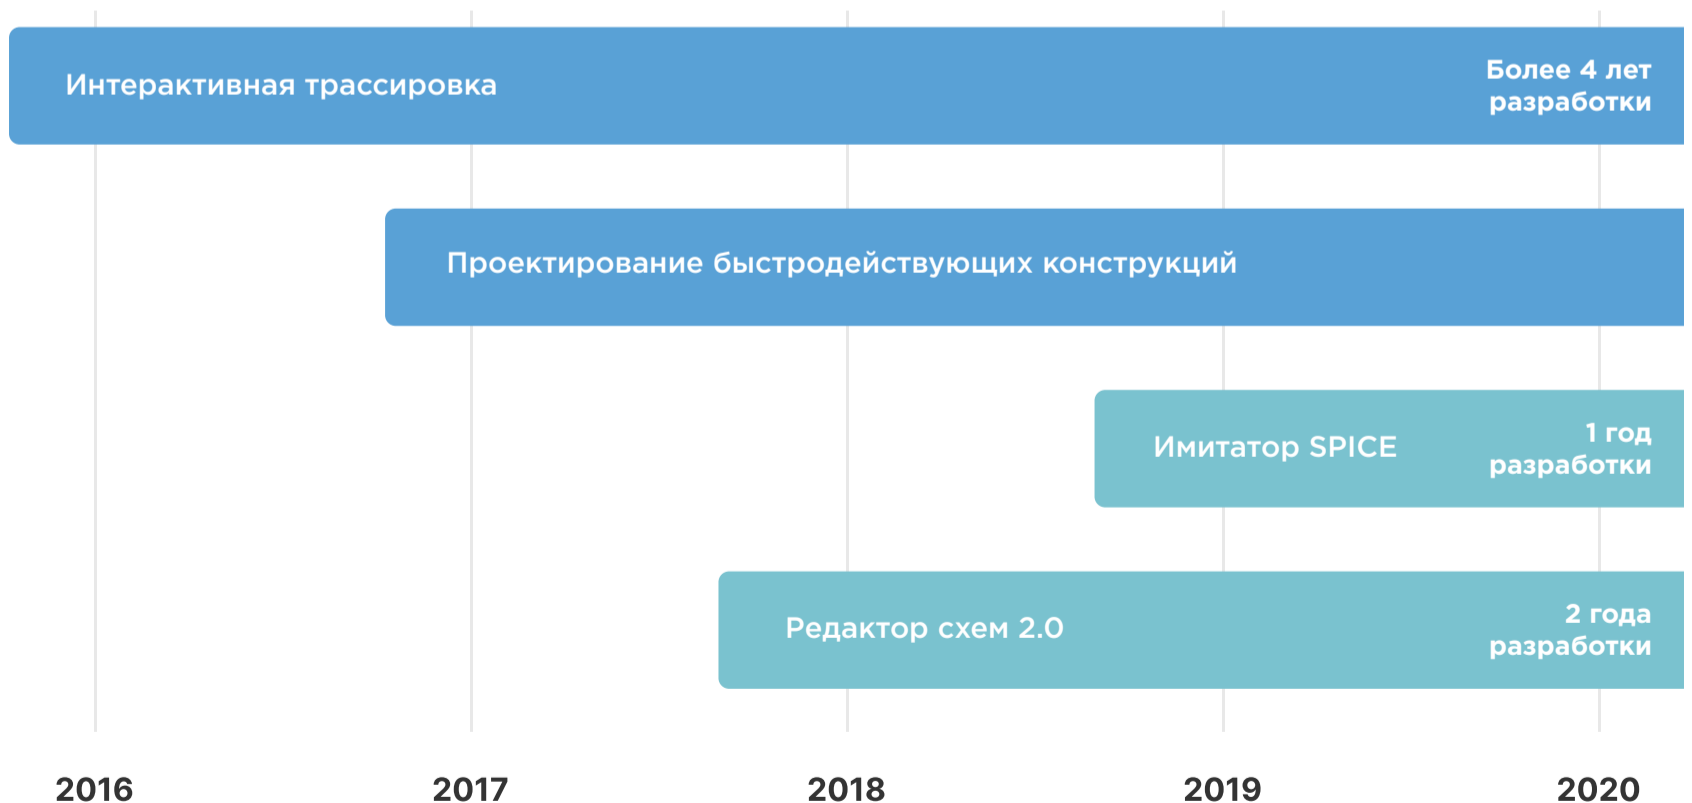 Интерактивная трассировка
Более 4 лет
разработки
Проектирование быстродействующих конструкций
Имитатор SPICE
1 год
разработки
Редактор схем 2.0
2 года
разработки
2016
2017
2018
2019
2020